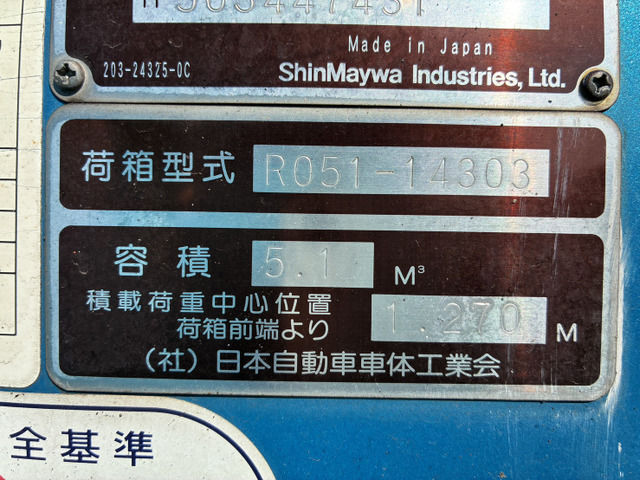 Made in Japan
203-24325-0C
ShinMaywa Industries, Ltd.
荷箱型式 R051-14303
容積 5.1 M³
積載荷重中心位置
荷箱前端より 1.270 M
（社）日本自動車車体工業会
全基準